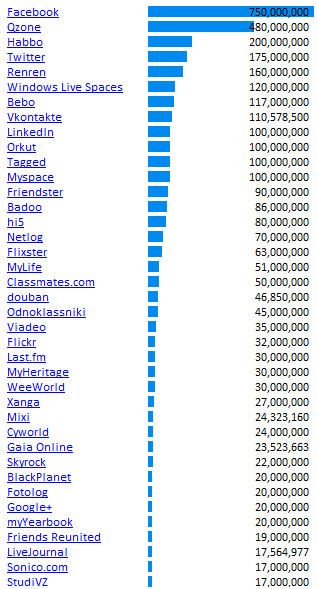 Facebook 750,000,000
Qzone 480,000,000
Habbo 200,000,000
Twitter 175,000,000
Renren 160,000,000
Windows Live Spaces 120,000,000
Bebo 117,000,000
Vkontakte 110,578,500
LinkedIn 100,000,000
Orkut 100,000,000
Tagged 100,000,000
Myspace 100,000,000
Friendster 90,000,000
Badoo 86,000,000
hi5 80,000,000
Netlog 70,000,000
Flixster 63,000,000
MyLife 51,000,000
Classmates.com 50,000,000
douban 46,850,000
Odnoklassniki 45,000,000
Viadeo 35,000,000
Flickr 32,000,000
Last.fm 30,000,000
MyHeritage 30,000,000
WeeWorld 30,000,000
Xanga 27,000,000
Mixi 24,323,160
Cyworld 24,000,000
Gaia Online 23,523,663
Skyrock 22,000,000
BlackPlanet 20,000,000
Fotolog 20,000,000
Google+ 20,000,000
myYearbook 20,000,000
Friends Reunited 19,000,000
LiveJournal 17,564,977
Sonico.com 17,000,000
StudiVZ 17,000,000